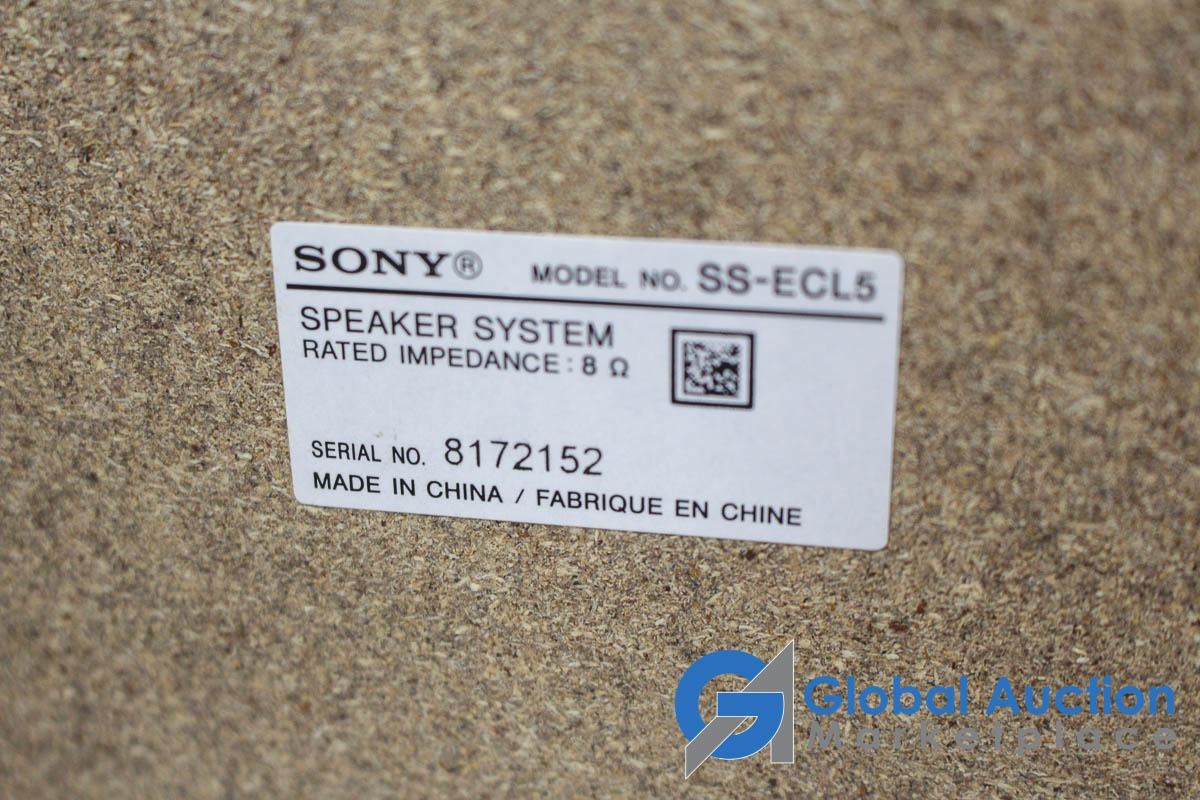 SONY® MODEL NO. SS-ECL5
SPEAKER SYSTEM
RATED IMPEDANCE : 8 Ω
SERIAL NO. 8172152
MADE IN CHINA / FABRIQUE EN CHINE
Global Auction
Marketplace